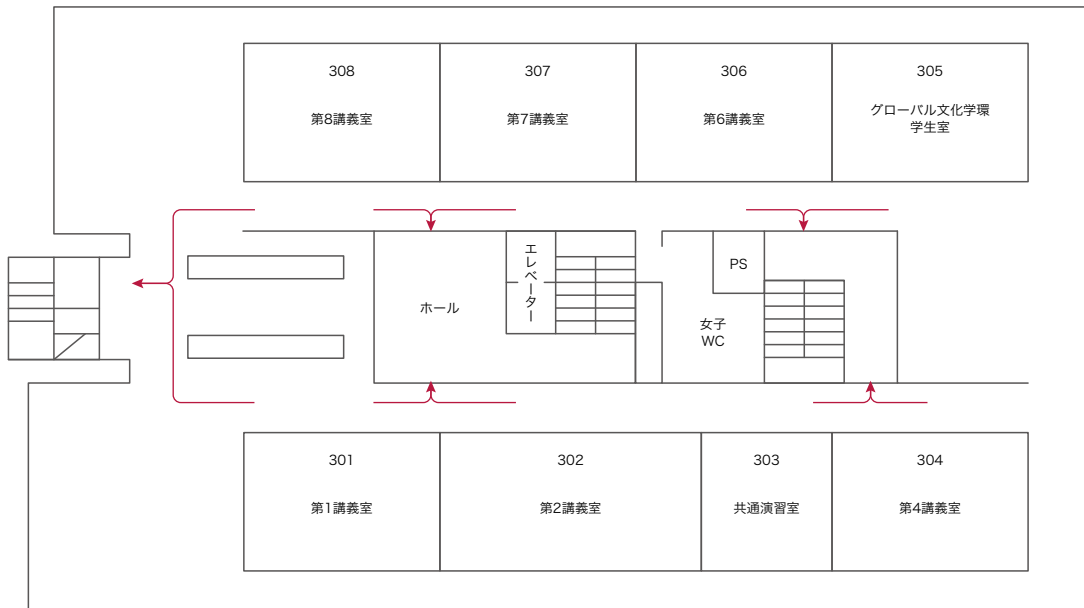 308
第8講義室
307
第7講義室
306
第6講義室
305
グローバル文化学環
学生室
エレベーター
PS
ホール
女子
WC
301
第1講義室
302
第2講義室
303
共通演習室
304
第4講義室